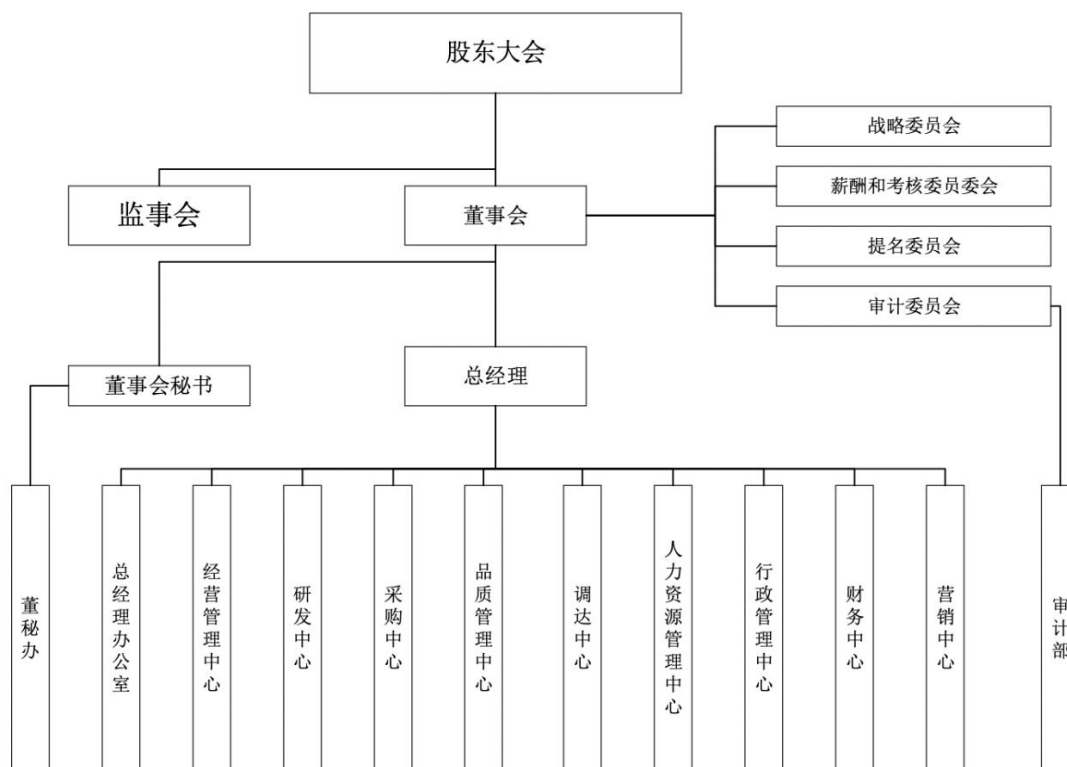 股东大会
战略委员会
薪酬和考核委员委会
监事会
董事会
提名委员会
审计委员会
董事会秘书
总经理
董秘办
总经理办公室
经营管理中心
研发中心
采购中心
品质管理中心
调达中心
人力资源管理中心
行政管理中心
财务中心
营销中心
审计部